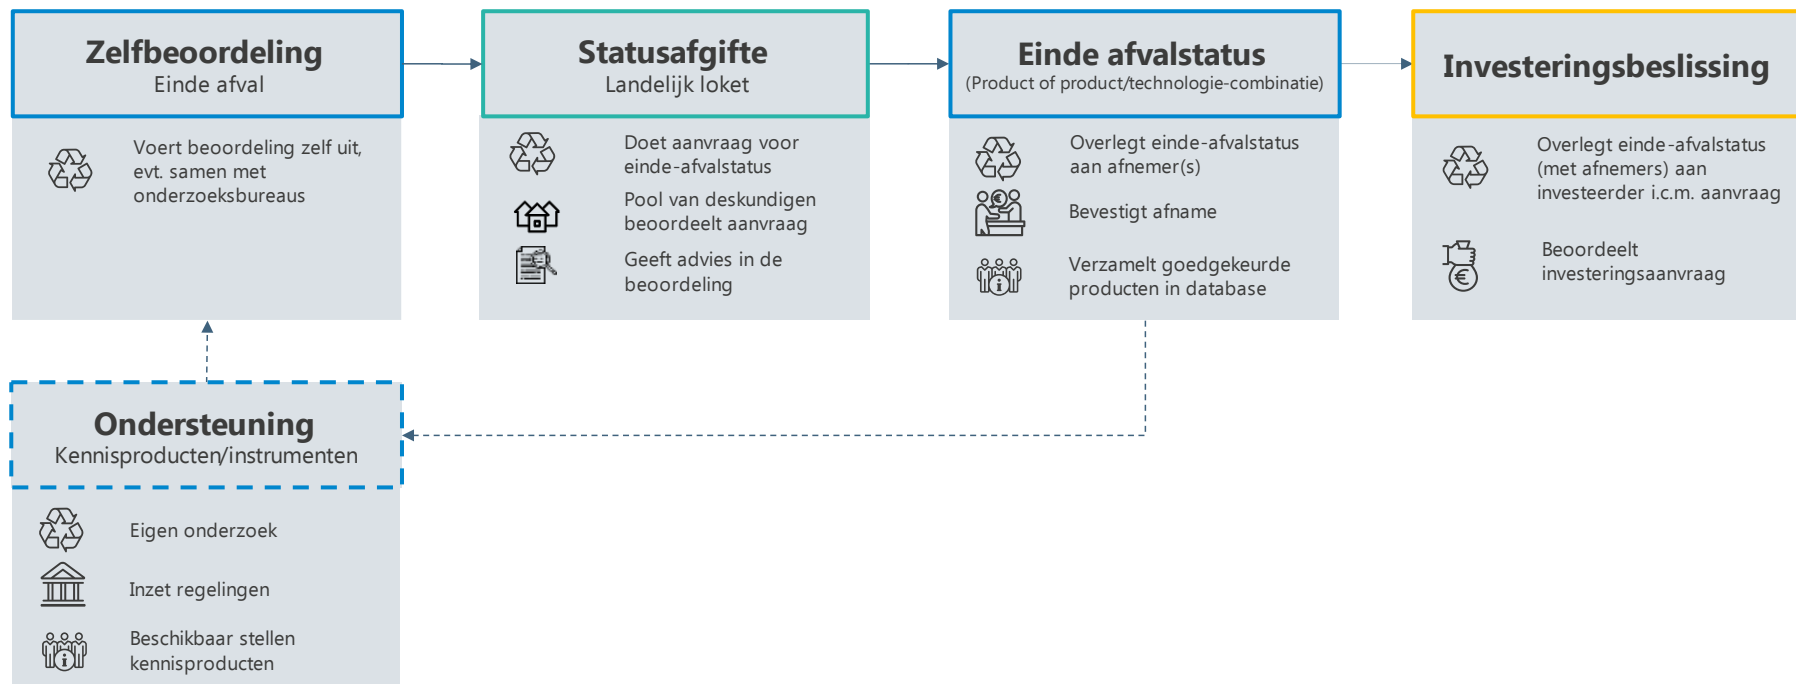 Zelfbeoordeling
Einde afval
Voert beoordeling zelf uit,
evt. samen met
onderzoeksbureaus
Statusafgifte
Landelijk loket
Doet aanvraag voor
einde-afvalstatus
Pool van deskundigen
beoordeelt aanvraag
Geeft advies in de
beoordeling
Einde afvalstatus
(Product of product/technologie-combinatie)
Overlegt einde-afvalstatus
aan afnemer(s)
Bevestigt afname
Verzamelt goedgekeurde
producten in database
Investeringsbeslissing
Overlegt einde-afvalstatus
(met afnemers) aan
investeerder i.c.m. aanvraag
Beoordeelt
investeringsaanvraag
Ondersteuning
Kennisproducten/instrumenten
Eigen onderzoek
Inzet regelingen
Beschikbaar stellen
kennisproducten